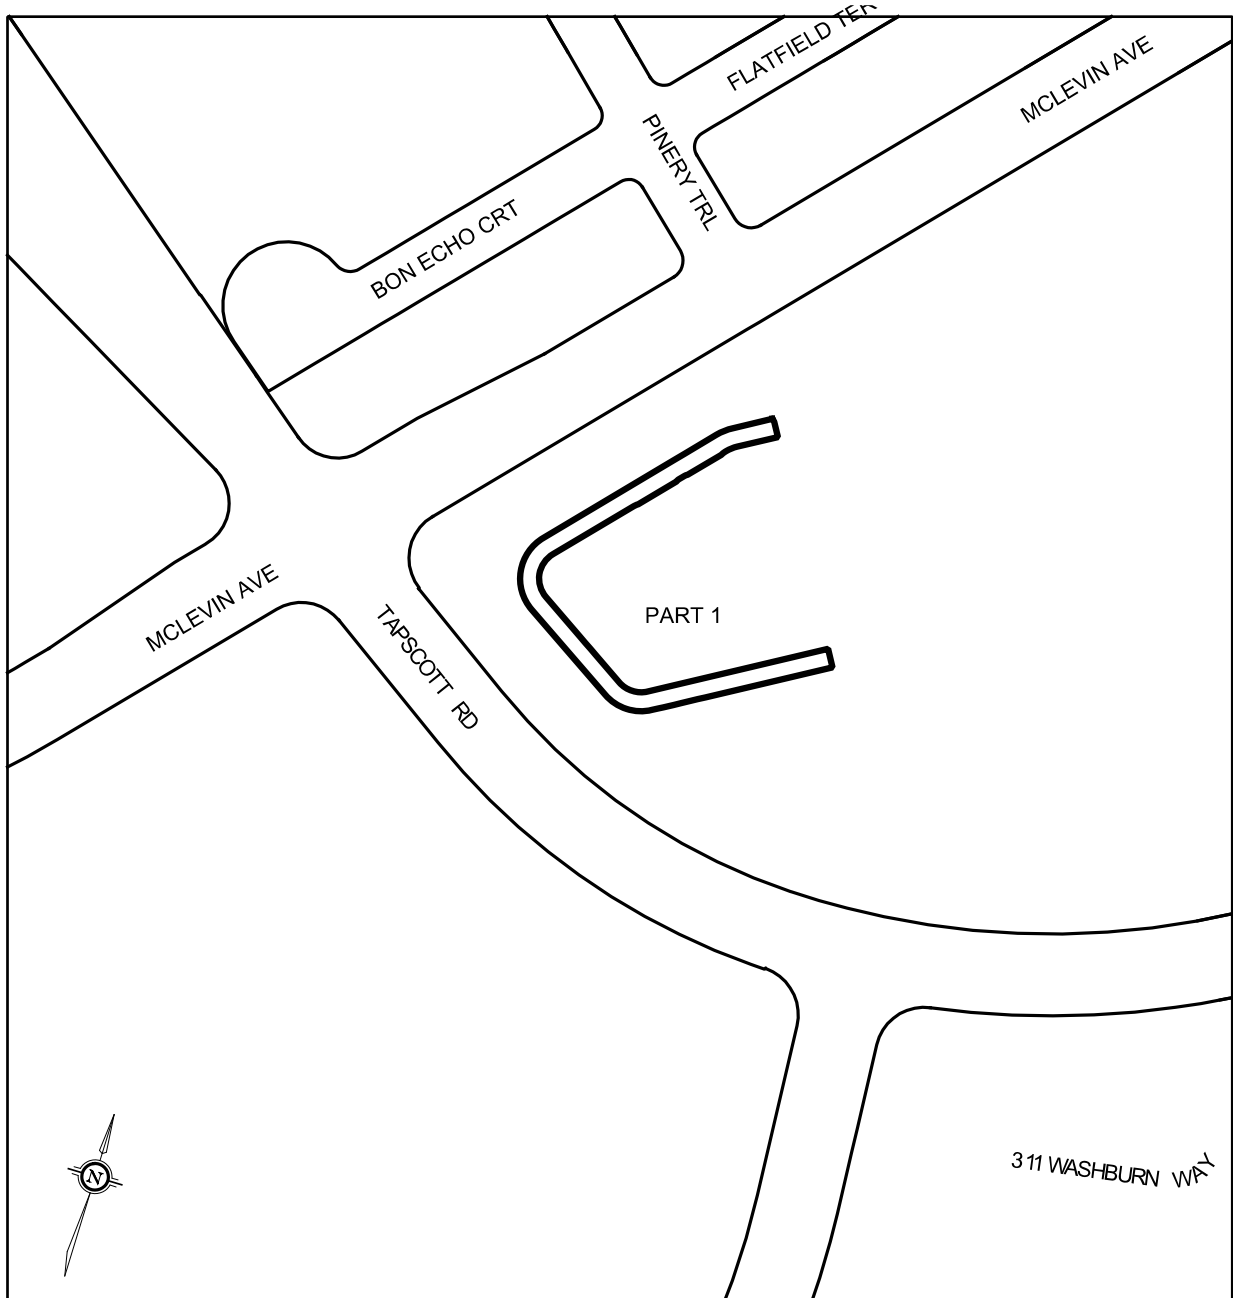 FLATFIELD
MCLEVIN AVE
PINERY TRL
BON ECHO CRT
MCLEVIN AVE
TAPSCOTT RD
PART 1
311 WASHBURN WAY
N